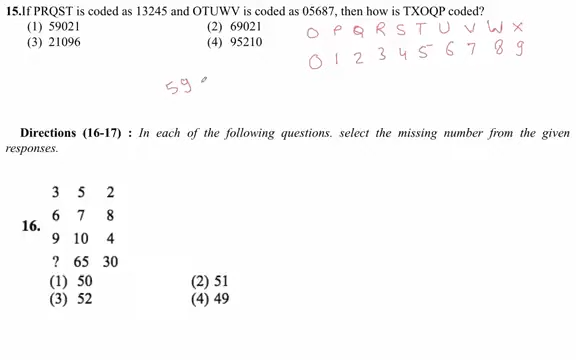 15.If PRQST is coded as 13245 and OTUWV is coded as 05687, then how is TXOQP coded?
(1) 59021 (2) 69021
(3) 21096 (4) 95210
O P Q R S T U V W X
0 1 2 3 4 5 6 7 8 9
59
Directions (16-17) : In each of the following questions. select the missing number from the given
responses.
3 5 2
6 7 8
16.
9 10 4
? 65 30
(1) 50 (2) 51
(3) 52 (4) 49